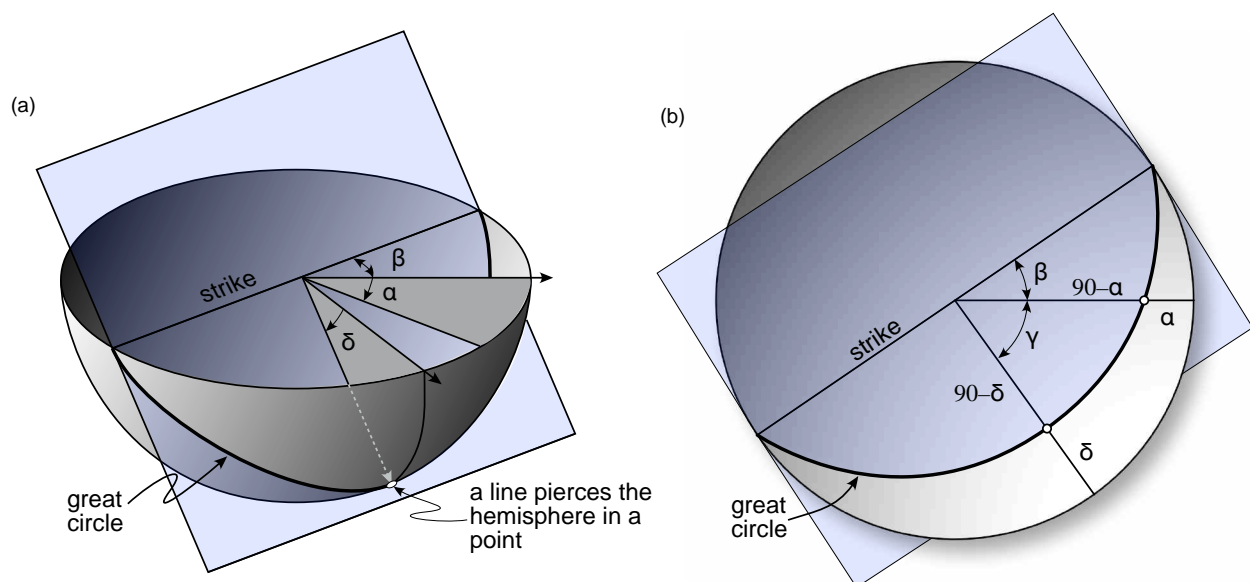 (a)
β
α
strike
δ
great
circle
a line pierces the
hemisphere in a
point
(b)
β
90–α
α
strike
γ
90–δ
δ
great
circle